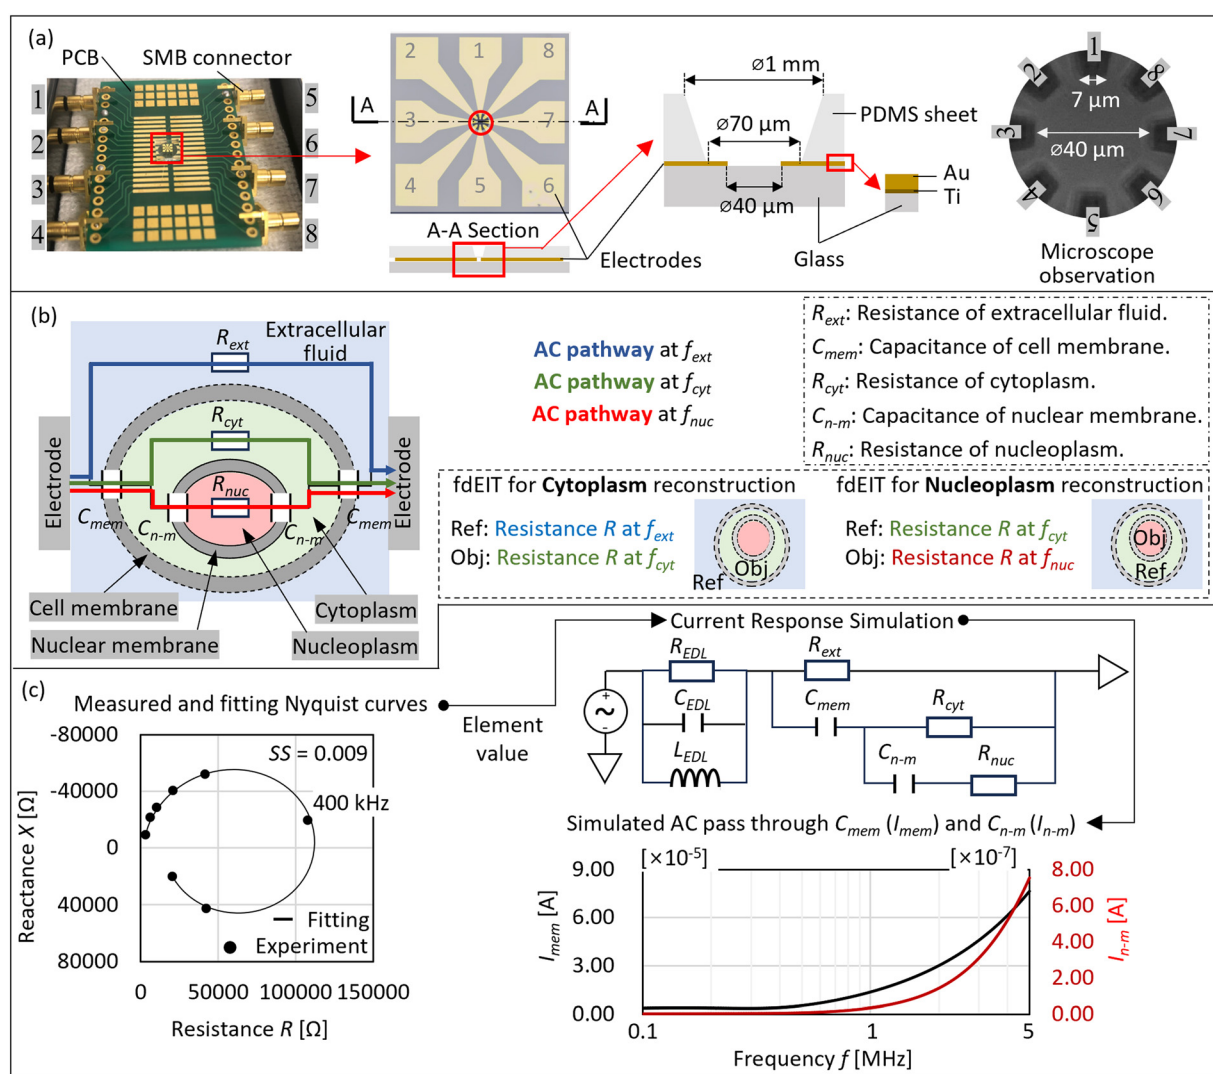 (a)
PCB
SMB connector
1
2
3
4
5
6
7
8
2
1
8
3
7
4
5
6
A
A
A-A Section
Electrodes
⌀1 mm
⌀70 µm
⌀40 µm
PDMS sheet
Au
Ti
Glass
1
2
3
4
5
6
7
8
7 µm
⌀40 µm
Microscope
observation
(b)
Extracellular
fluid
R_ext
R_cyt
R_nuc
Electrode
Electrode
C_mem
C_n-m
C_n-m
C_mem
Cell membrane
Nuclear membrane
Cytoplasm
Nucleoplasm
AC pathway at f_ext
AC pathway at f_cyt
AC pathway at f_nuc
R_ext: Resistance of extracellular fluid.
C_mem: Capacitance of cell membrane.
R_cyt: Resistance of cytoplasm.
C_n-m: Capacitance of nuclear membrane.
R_nuc: Resistance of nucleoplasm.
fdEIT for Cytoplasm reconstruction
Ref: Resistance R at f_ext
Obj: Resistance R at f_cyt
Obj
Ref
fdEIT for Nucleoplasm reconstruction
Ref: Resistance R at f_cyt
Obj: Resistance R at f_nuc
Obj
Ref
(c)
Measured and fitting Nyquist curves
Element
value
Current Response Simulation
-80000
-40000
0
40000
80000
Reactance X [Ω]
SS = 0.009
400 kHz
Fitting
Experiment
0
50000
100000
150000
Resistance R [Ω]
R_EDL
C_EDL
L_EDL
+
~
-
R_ext
C_mem
R_cyt
C_n-m
R_nuc
Simulated AC pass through C_mem (I_mem) and C_n-m (I_n-m)
[×10⁻⁵]
[×10⁻⁷]
9.00
6.00
3.00
0.00
I_mem [A]
8.00
6.00
4.00
2.00
0.00
I_n-m [A]
0.1
1
5
Frequency f [MHz]